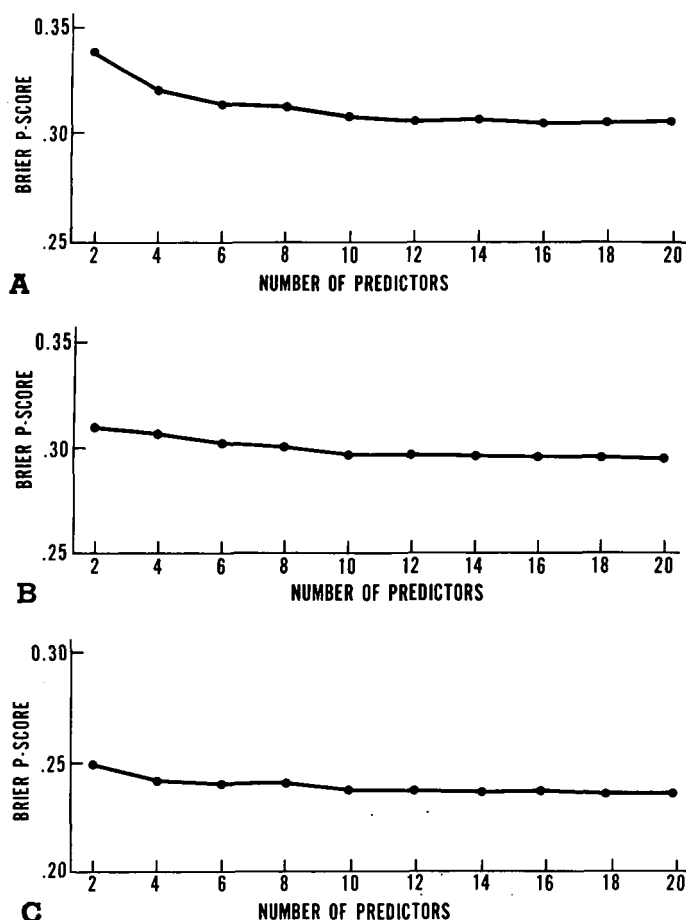 0.35
BRIER P-SCORE
.30
.25
2 4 6 8 10 12 14 16 18 20
A
NUMBER OF PREDICTORS
0.35
BRIER P-SCORE
.30
.25
2 4 6 8 10 12 14 16 18 20
B
NUMBER OF PREDICTORS
0.30
BRIER P-SCORE
.25
.20
2 4 6 8 10 12 14 16 18 20
C
NUMBER OF PREDICTORS